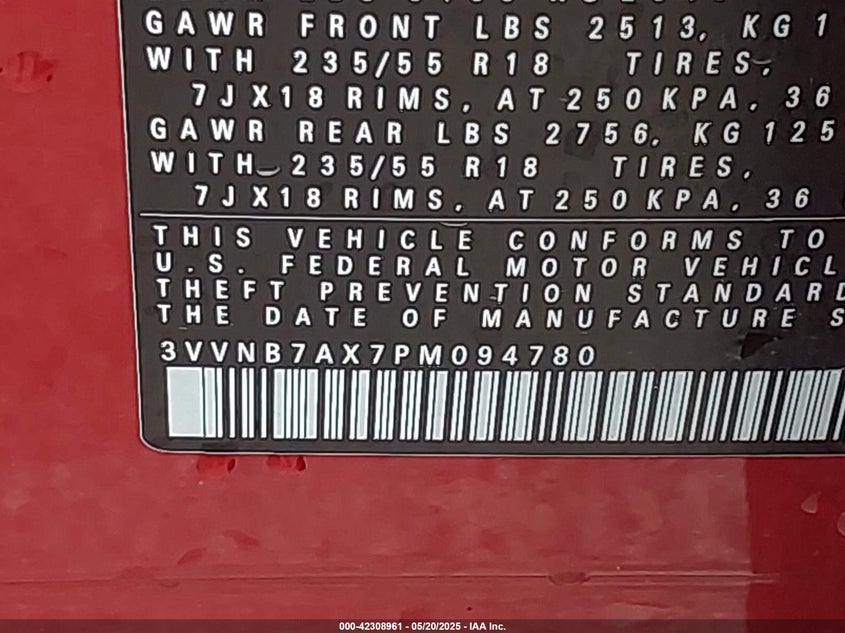 GAWR FRONT LBS 2513, KG 1
WITH 235/55 R18 TIRES,
7JX18 RIMS, AT 250 KPA, 36
GAWR REAR LBS 2756, KG 125
WITH 235/55 R18 TIRES,
7JX18 RIMS, AT 250 KPA, 36
THIS VEHICLE CONFORMS TO
U.S. FEDERAL MOTOR VEHICL
THEFT PREVENTION STANDARD
THE DATE OF MANUFACTURE S
3VVNB7AX7PM094780
000-42308961 - 05/20/2025 - IAA Inc.